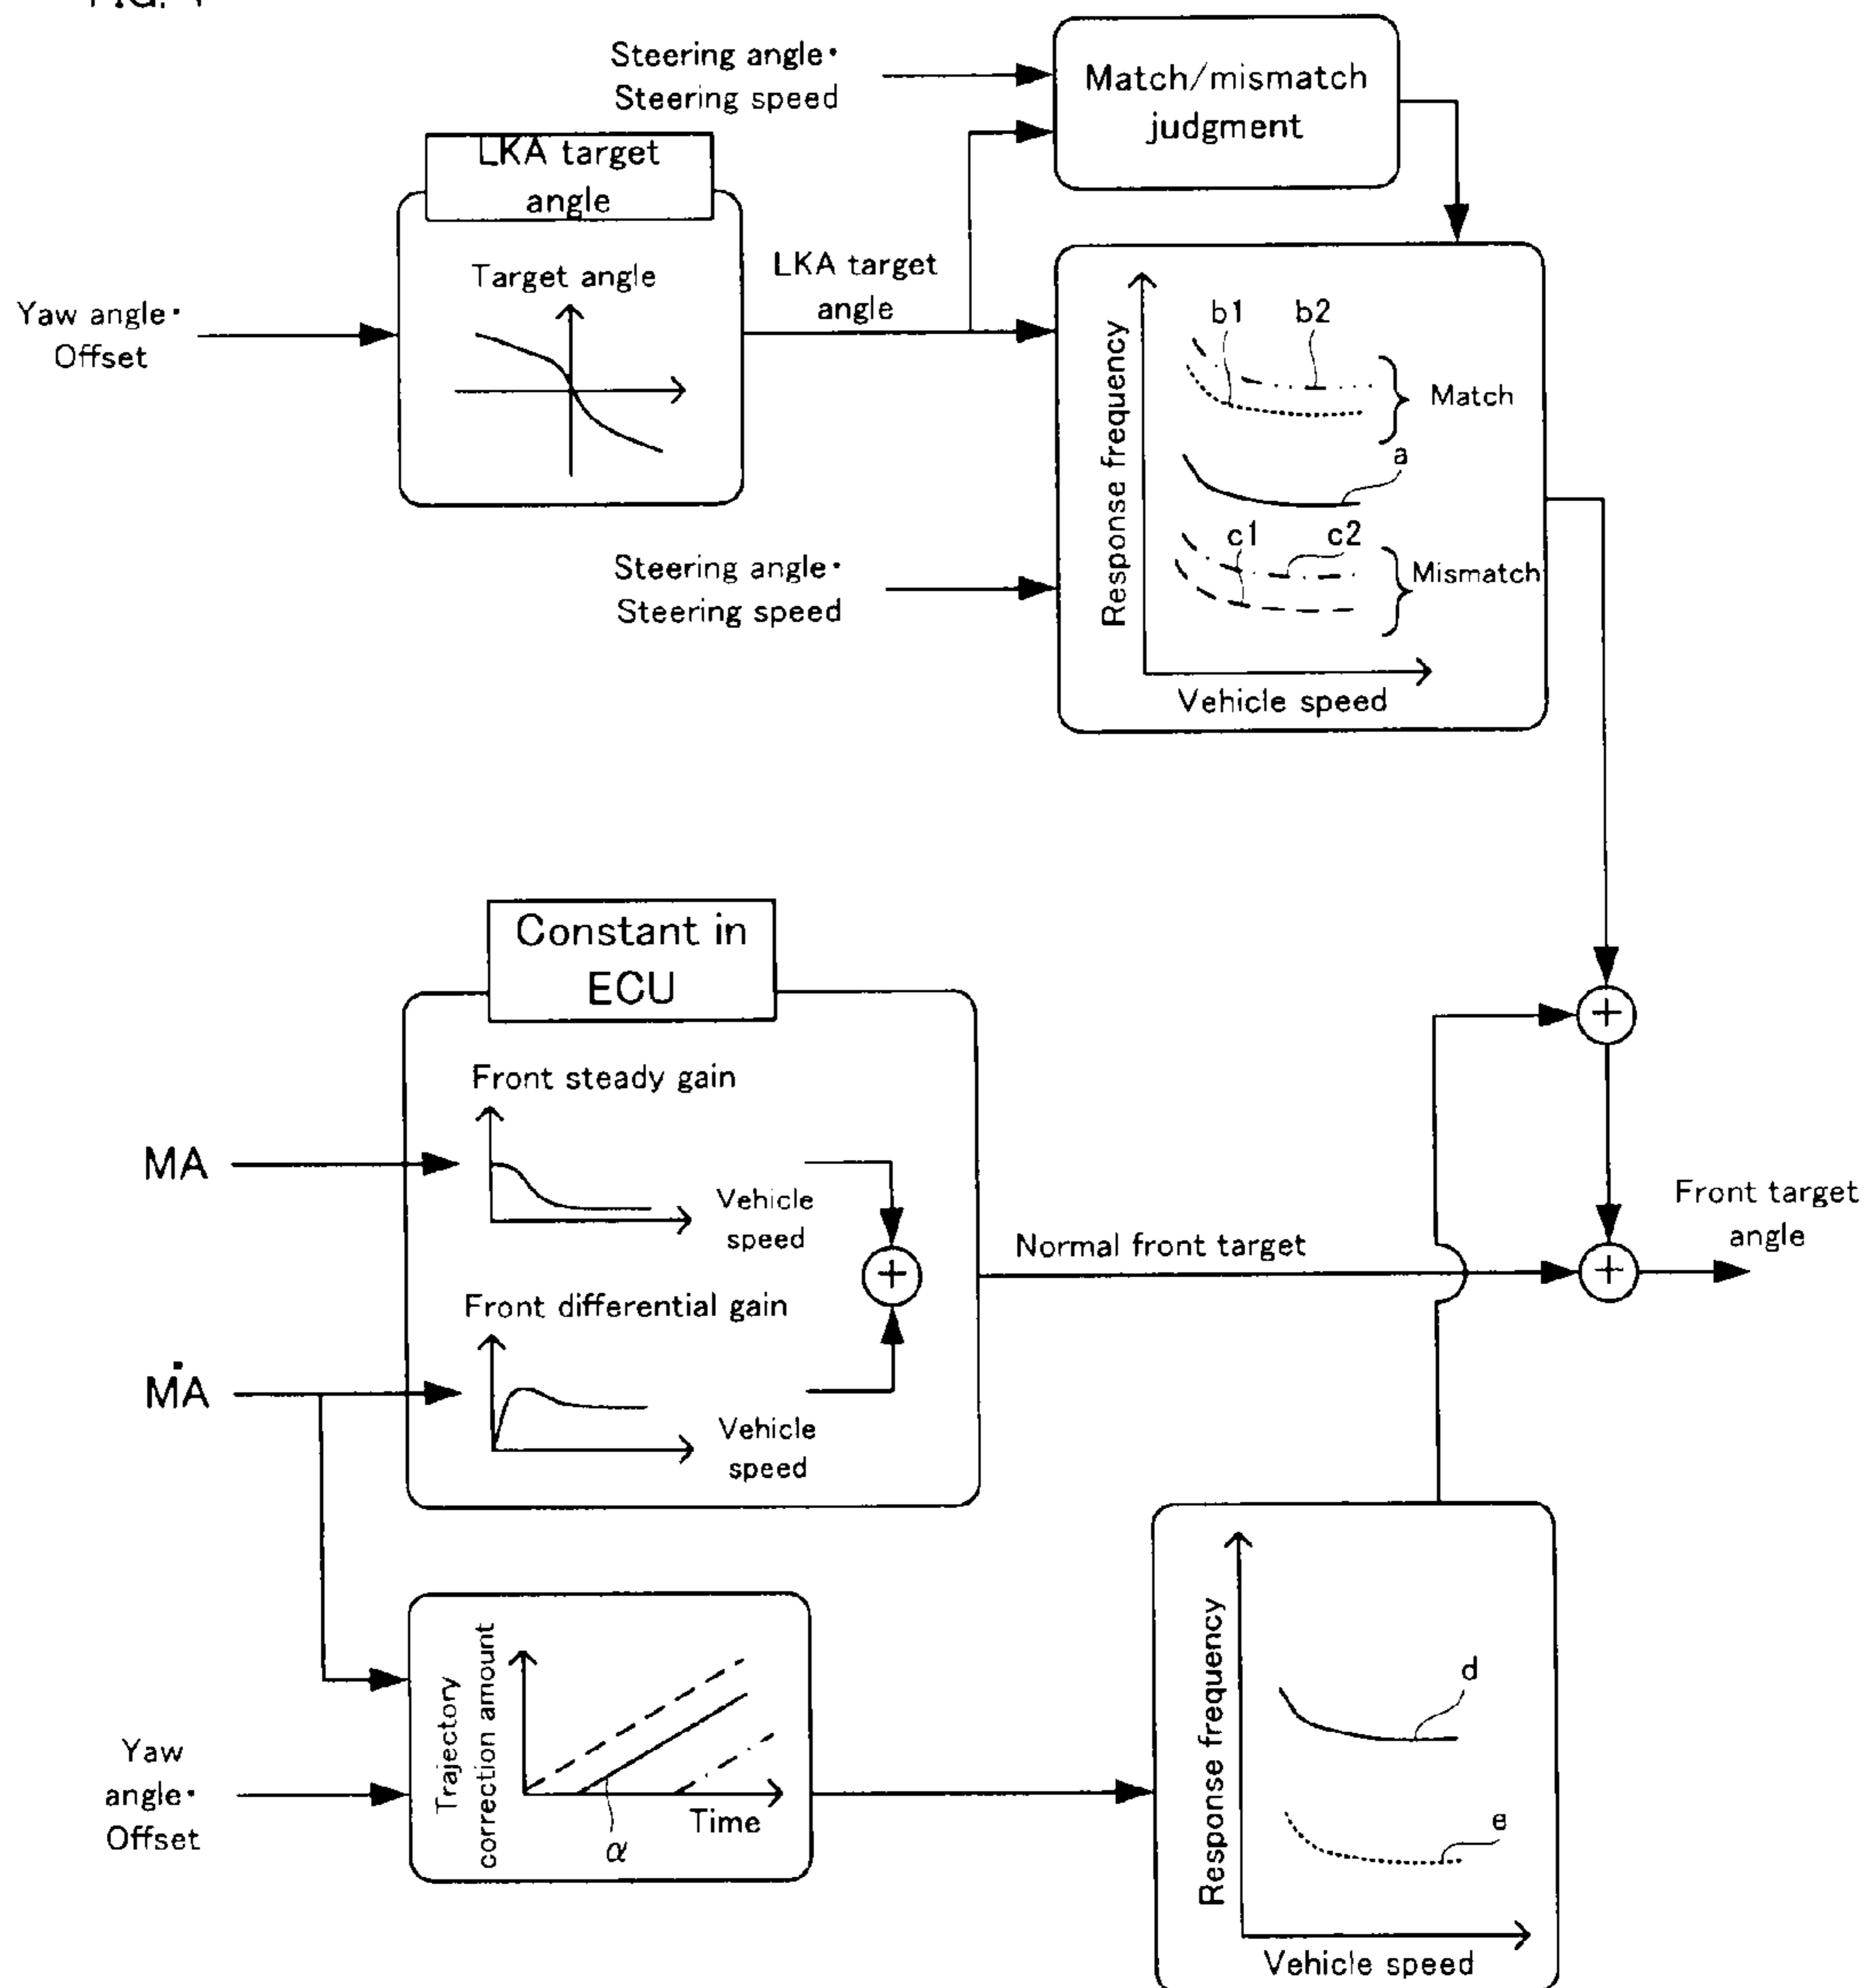 Steering angle・
Steering speed
Match/mismatch
judgment
LKA target
angle
Target angle
Yaw angle・
Offset
LKA target
angle
Response frequency
b1
b2
Match
a
c1
c2
Mismatch
Vehicle speed
Steering angle・
Steering speed
Constant in
ECU
Front steady gain
MA
Vehicle
speed
+
Front differential gain
ṀA
Vehicle
speed
Normal front target
+
+
Front target
angle
Trajectory
correction amount
Time
α
Yaw
angle・
Offset
Response frequency
d
e
Vehicle speed